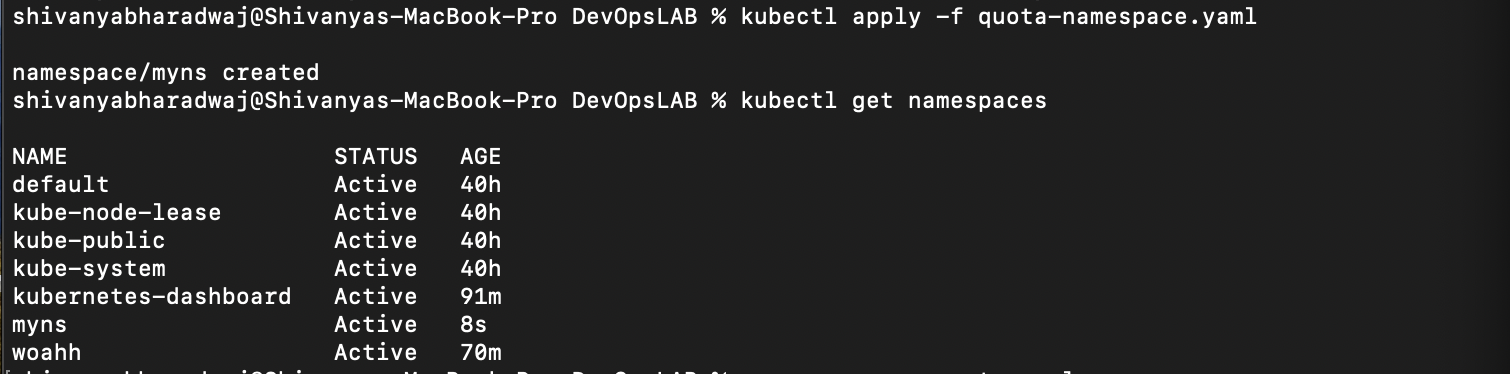 shivanyabharadwaj@Shivanyas-MacBook-Pro DevOpsLAB % kubectl apply -f quota-namespace.yaml
namespace/myns created
shivanyabharadwaj@Shivanyas-MacBook-Pro DevOpsLAB % kubectl get namespaces
NAME STATUS AGE
default Active 40h
kube-node-lease Active 40h
kube-public Active 40h
kube-system Active 40h
kubernetes-dashboard Active 91m
myns Active 8s
woahh Active 70m